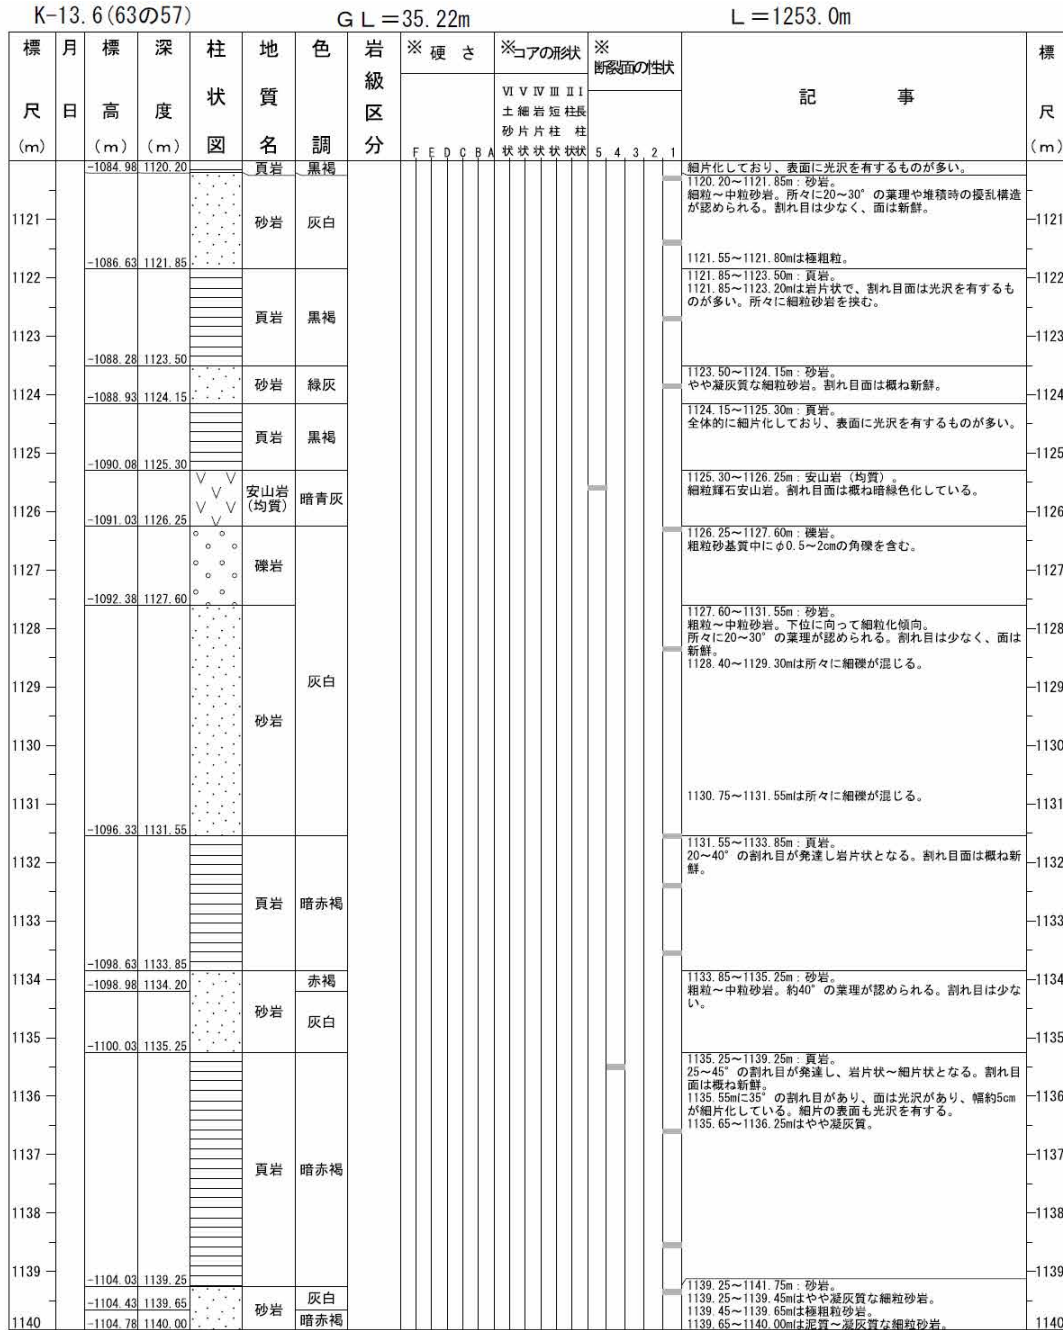 K-13.6(63の57)
GL=35.22m
L=1253.0m
標尺(m)
月日
標高(m)
深度(m)
柱状図
地質名
色調
岩級区分
※硬さ
F E D C B A
※コアの形状
Ⅵ土砂状
Ⅴ細片状
Ⅳ岩片状
Ⅲ短柱状
Ⅱ柱状
Ⅰ長柱状
※断裂面の性状
5 4 3 2 1
記事
標尺(m)
-1084.98 1120.20 頁岩 黒褐
細片化しており、表面に光沢を有するものが多い。
1120.20~1121.85m:砂岩。
細粒~中粒砂岩。所々に20~30°の葉理や堆積時の擾乱構造
が認められる。割れ目は少なく、面は新鮮。
1121 砂岩 灰白 1121
1121.55~1121.80mは極粗粒。
-1086.63 1121.85
1121.85~1123.50m:頁岩。
1122 1122
1121.85~1123.20mは岩片状で、割れ目面は光沢を有するも
のが多い。所々に細粒砂岩を挟む。
頁岩 黒褐
1123 1123
-1088.28 1123.50
1123.50~1124.15m:砂岩。
やや凝灰質な細粒砂岩。割れ目面は概ね新鮮。
砂岩 緑灰
1124 1124
-1088.93 1124.15
1124.15~1125.30m:頁岩。
全体的に細片化しており、表面に光沢を有するものが多い。
頁岩 黒褐
1125 1125
-1090.08 1125.30
1125.30~1126.25m:安山岩(均質)。
細粒輝石安山岩。割れ目面は概ね暗緑色化している。
安山岩
(均質)
暗青灰
1126 1126
-1091.03 1126.25
1126.25~1127.60m:礫岩。
粗粒砂基質中にφ0.5~2cmの角礫を含む。
礫岩
1127 1127
-1092.38 1127.60
1127.60~1131.55m:砂岩。
粗粒~中粒砂岩。下位に向って細粒化傾向。
1128 1128
所々に20~30°の葉理が認められる。割れ目は少なく、面は
新鮮。
1128.40~1129.30mは所々に細礫が混じる。
灰白
1129 1129
砂岩
1130 1130
1130.75~1131.55mは所々に細礫が混じる。
1131 1131
-1096.33 1131.55
1131.55~1133.85m:頁岩。
20~40°の割れ目が発達し岩片状となる。割れ目面は概ね新
鮮。
1132 1132
頁岩 暗赤褐
1133 1133
-1098.63 1133.85
1133.85~1135.25m:砂岩。
1134 1134
赤褐
-1098.98 1134.20
粗粒~中粒砂岩。約40°の葉理が認められる。割れ目は少な
い。
砂岩 灰白
1135 1135
-1100.03 1135.25
1135.25~1139.25m:頁岩。
25~45°の割れ目が発達し、岩片状~細片状となる。割れ目
面は概ね新鮮。
1136 1136
1135.55mに35°の割れ目があり、面は光沢があり、幅約5cm
が細片化している。細片の表面も光沢を有する。
1135.65~1136.25mはやや凝灰質。
1137 1137
頁岩 暗赤褐
1138 1138
1139 1139
-1104.03 1139.25
1139.25~1141.75m:砂岩。
1139.25~1139.45mはやや凝灰質な細粒砂岩。
灰白
-1104.43 1139.65
1139.45~1139.65mは極粗粒砂岩。
砂岩 暗赤褐
1140 -1104.78 1140.00 1140
1139.65~1140.00mは泥質~凝灰質な細粒砂岩。